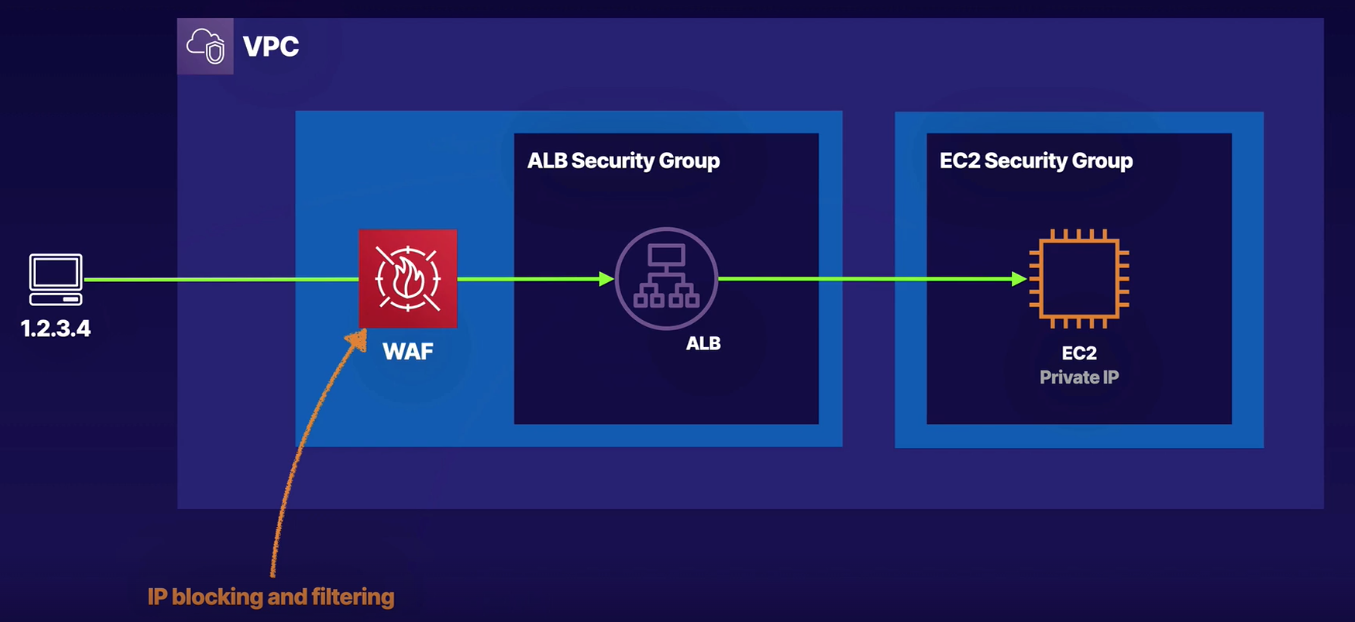 VPC
ALB Security Group
EC2 Security Group
1.2.3.4
WAF
ALB
EC2
Private IP
IP blocking and filtering